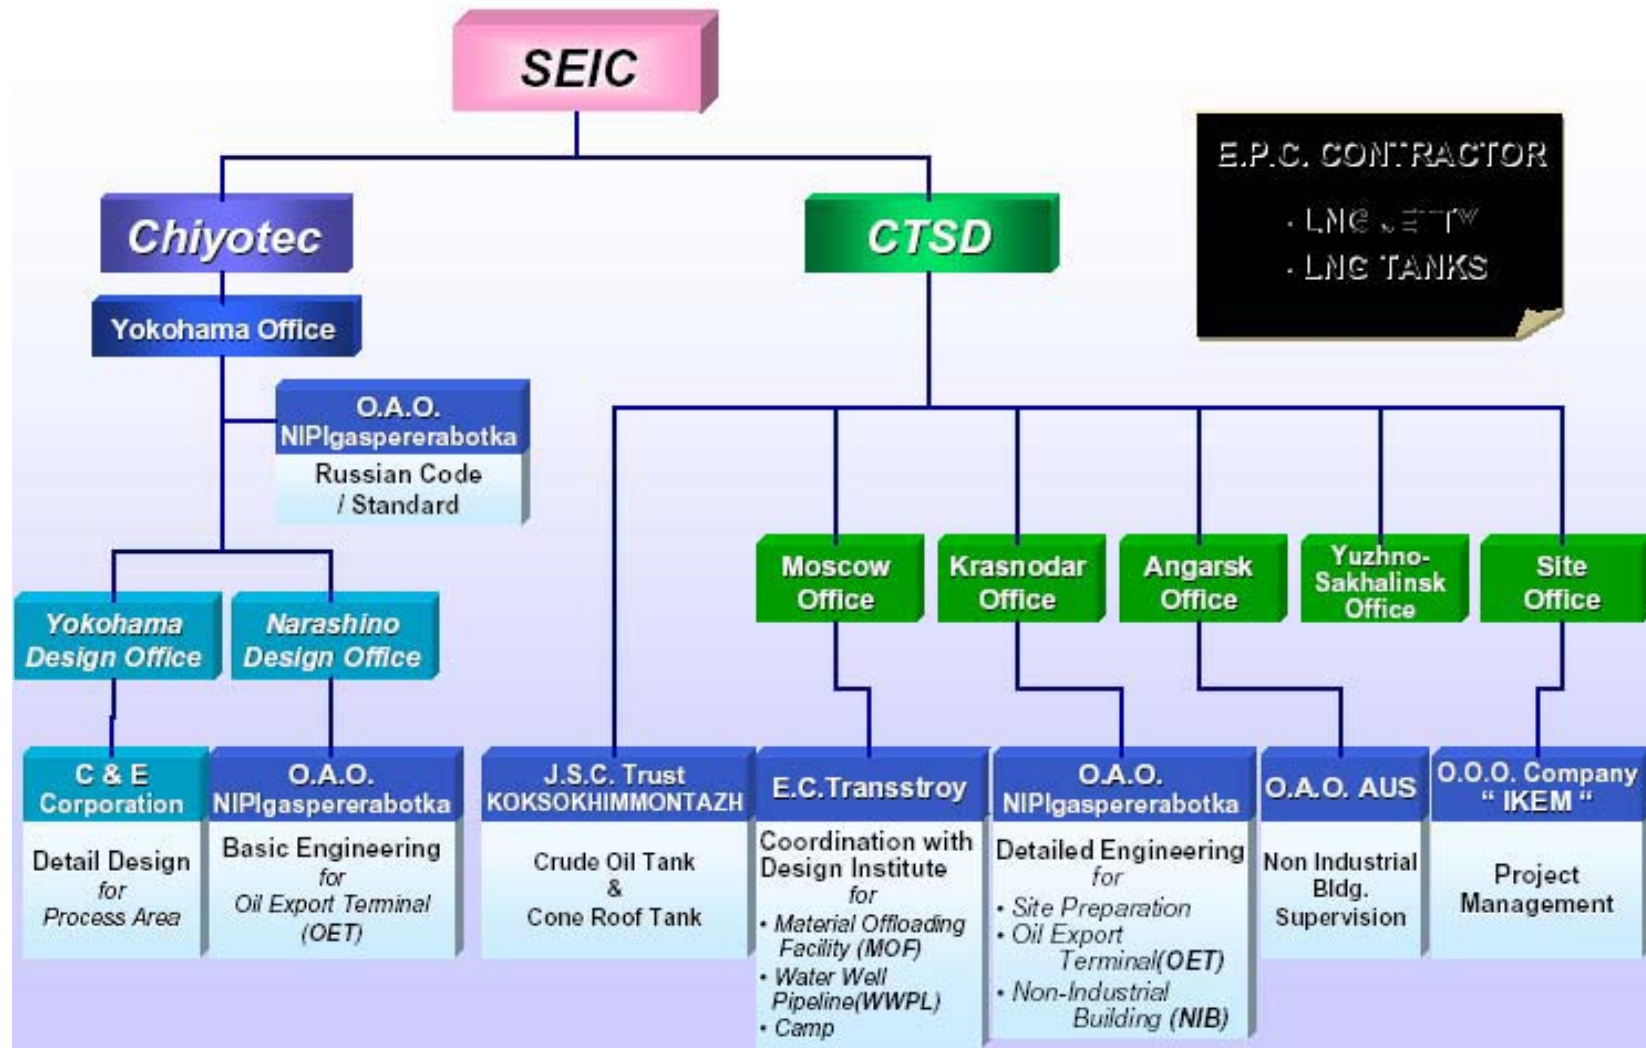 SEIC
E.P.C. CONTRACTOR
· LNG JETTY
· LNG TANKS
Chiyotec
CTSD
Yokohama Office
O.A.O.
NIPIgaspererabotka
Russian Code
/ Standard
Moscow
Office
Krasnodar
Office
Angarsk
Office
Yuzhno-
Sakhalinsk
Office
Site
Office
Yokohama
Design Office
Narashino
Design Office
C & E
Corporation
Detail Design
for
Process Area
O.A.O.
NIPIgaspererabotka
Basic Engineering
for
Oil Export Terminal
(OET)
J.S.C. Trust
KOKSOKHIMMONTAZH
Crude Oil Tank
&
Cone Roof Tank
E.C.Transstroy
Coordination with
Design Institute
for
• Material Offloading
Facility (MOF)
• Water Well
Pipeline(WWPL)
• Camp
O.A.O.
NIPIgaspererabotka
Detailed Engineering
for
• Site Preparation
• Oil Export
Terminal(OET)
• Non-Industrial
Building (NIB)
O.A.O. AUS
Non Industrial
Bldg.
Supervision
O.O.O. Company
“ IKEM “
Project
Management